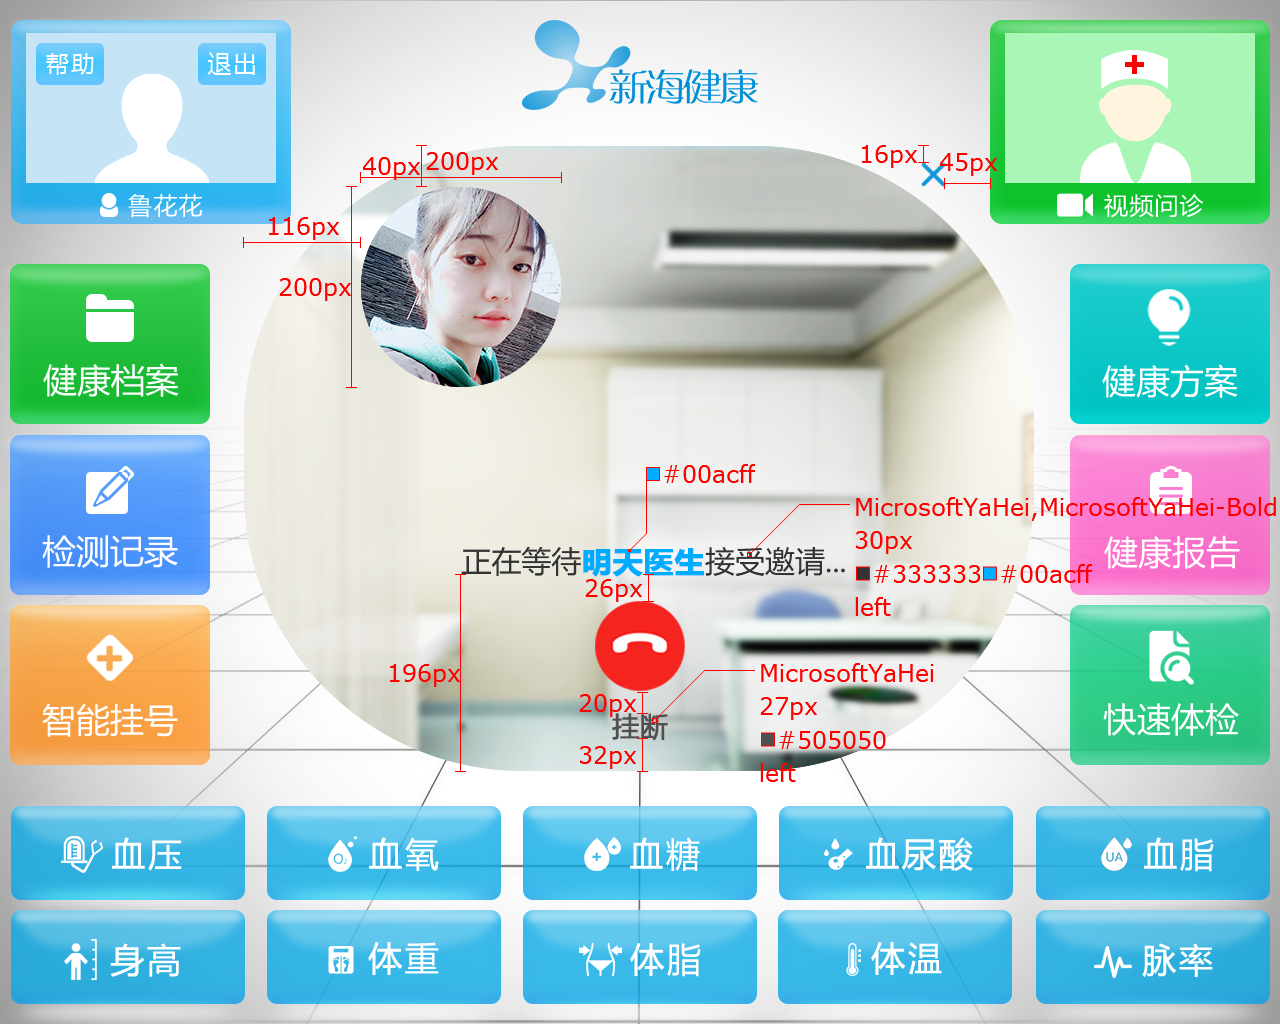 帮助
退出
鲁花花
新海健康
视频问诊
16px
45px
40px
200px
116px
200px
健康档案
检测记录
智能挂号
健康方案
健康报告
快速体检
#00acff
MicrosoftYaHei,MicrosoftYaHei-Bold
30px
#333333 #00acff
left
正在等待明天医生接受邀请...
26px
196px
MicrosoftYaHei
27px
#505050
left
20px
挂断
32px
血压
O₂
血氧
血糖
血尿酸
UA
血脂
身高
体重
体脂
体温
脉率